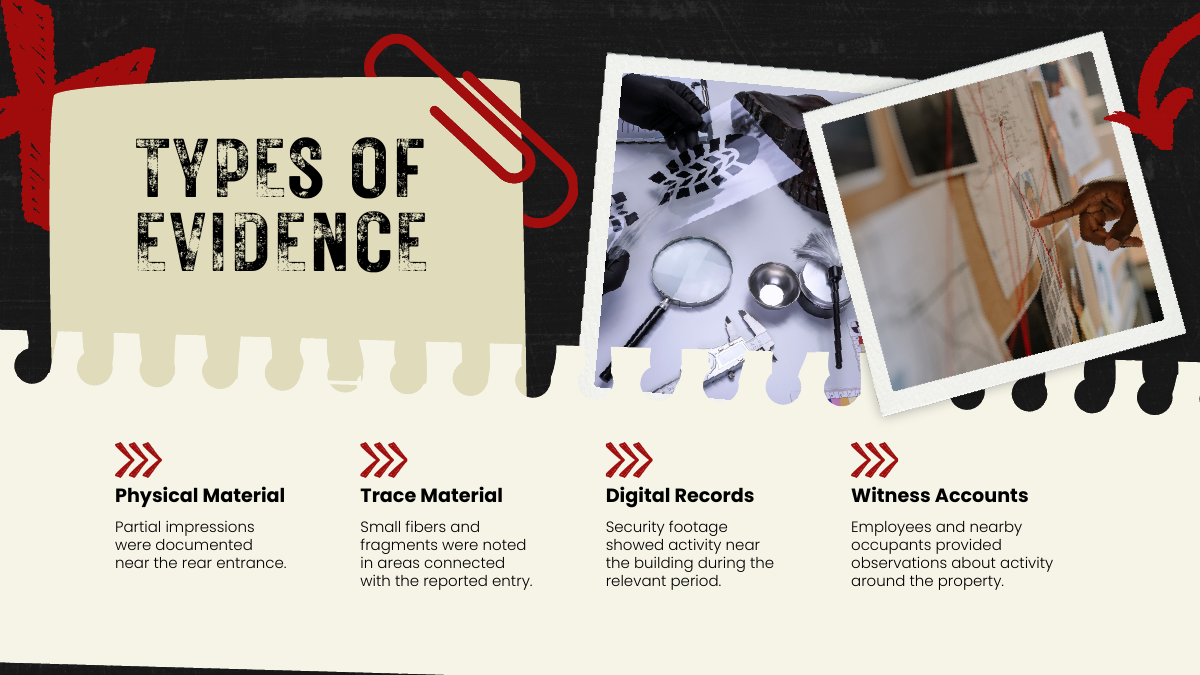 TYPES OF
EVIDENCE
Physical Material
Partial impressions
were documented
near the rear entrance.
Trace Material
Small fibers and
fragments were noted
in areas connected
with the reported entry.
Digital Records
Security footage
showed activity near
the building during the
relevant period.
Witness Accounts
Employees and nearby
occupants provided
observations about activity
around the property.